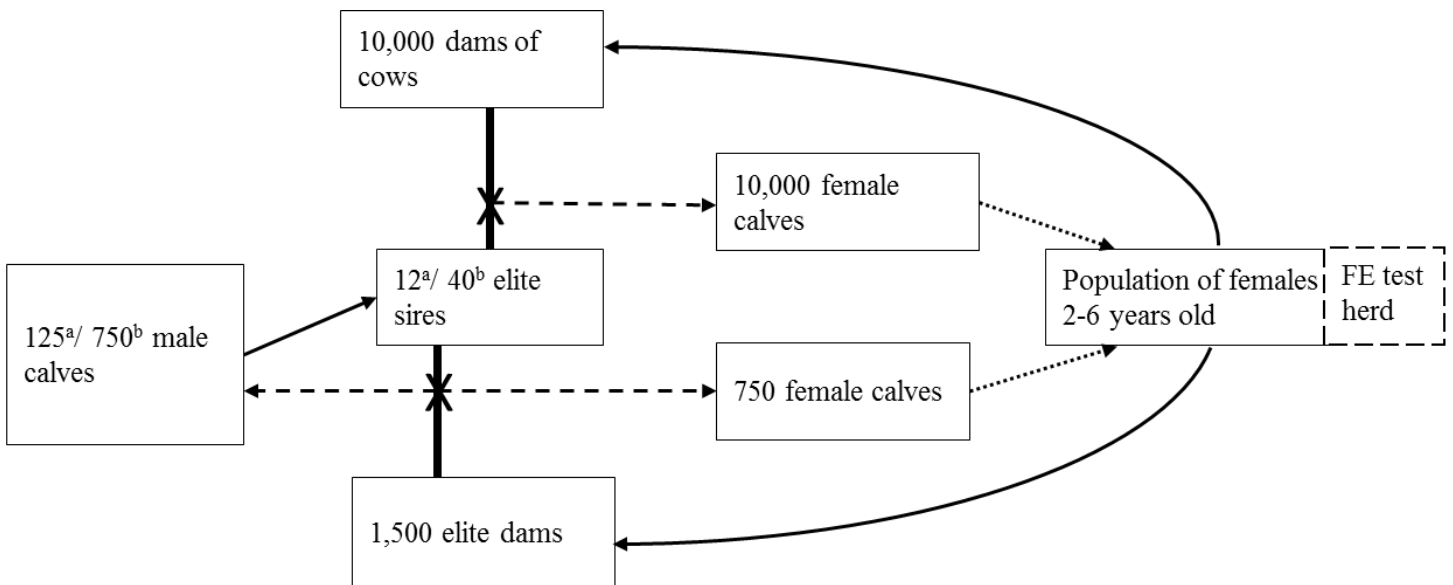 10,000 dams of
cows
10,000 female
calves
12ᵃ/ 40ᵇ elite
sires
Population of females
2-6 years old
FE test
herd
125ᵃ/ 750ᵇ male
calves
750 female calves
1,500 elite dams